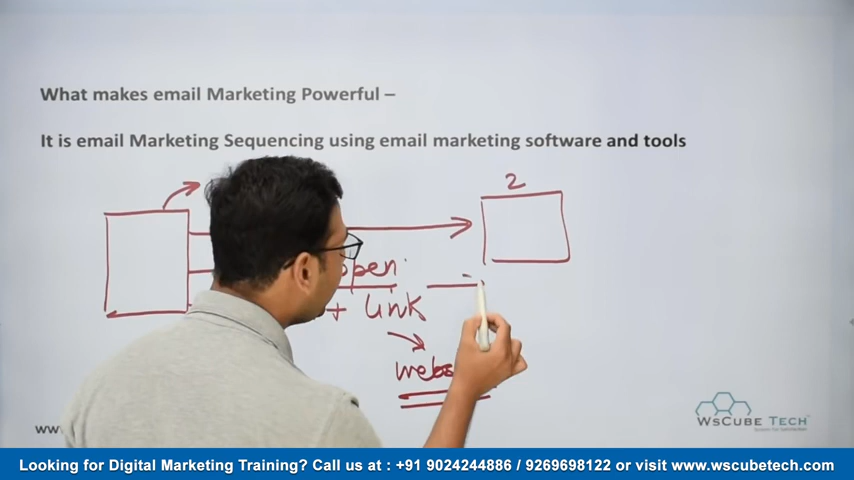 What makes email Marketing Powerful –
It is email Marketing Sequencing using email marketing software and tools
2
open
+ link
WsCube Tech
Looking for Digital Marketing Training? Call us at : +91 9024244886 / 9269698122 or visit www.wscubetech.com